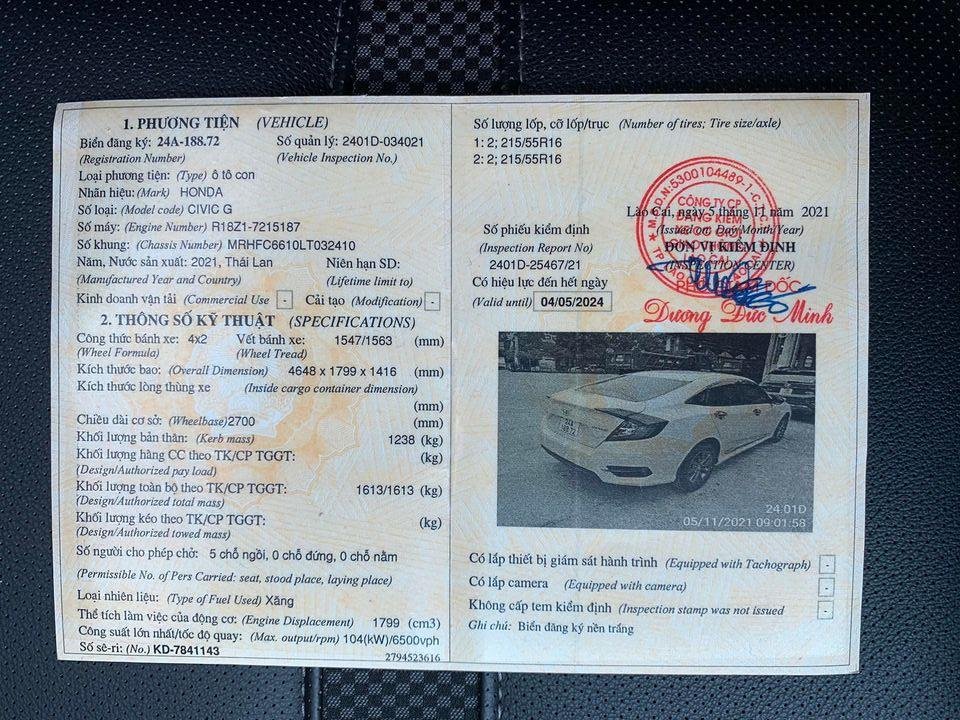 1. PHƯƠNG TIỆN (VEHICLE)
Biển đăng ký: 24A-188.72 Số quản lý: 2401D-034021
(Registration Number) (Vehicle Inspection No.)
Loại phương tiện: (Type) ô tô con
Nhãn hiệu: (Mark) HONDA
Số loại: (Model code) CIVIC G
Số máy: (Engine Number) R18Z1-7215187
Số khung: (Chassis Number) MRHFC6610LT032410
Năm, Nước sản xuất: 2021, Thái Lan Niên hạn SD:
(Manufactured Year and Country) (Lifetime limit to)
Kinh doanh vận tải (Commercial Use - Cải tạo (Modification) -
2. THÔNG SỐ KỸ THUẬT (SPECIFICATIONS)
Công thức bánh xe: 4x2 Vết bánh xe: 1547/1563 (mm)
(Wheel Formula) (Wheel Tread)
Kích thước bao: (Overall Dimension) 4648 x 1799 x 1416 (mm)
Kích thước lòng thùng xe (Inside cargo container dimension)
(mm)
Chiều dài cơ sở: (Wheelbase)2700 (mm)
Khối lượng bản thân: (Kerb mass) 1238 (kg)
Khối lượng hàng CC theo TK/CP TGGT: (kg)
(Design/Authorized pay load)
Khối lượng toàn bộ theo TK/CP TGGT: 1613/1613 (kg)
(Design/Authorized total mass)
Khối lượng kéo theo TK/CP TGGT: (kg)
(Design/Authorized towed mass)
Số người cho phép chở: 5 chỗ ngồi, 0 chỗ đứng, 0 chỗ nằm
(Permissible No. of Pers Carried: seat, stood place, laying place)
Loại nhiên liệu: (Type of Fuel Used) Xăng
Thể tích làm việc của động cơ: (Engine Displacement) 1799 (cm3)
Công suất lớn nhất/tốc độ quay: (Max. output/rpm) 104(kW)/6500vph
Số sê-ri: (No.) KD-7841143
2794523616
Số lượng lốp, cỡ lốp/trục (Number of tires; Tire size/axle)
1: 2; 215/55R16
2: 2; 215/55R16
Lào Cai, ngày 5 tháng 11 năm 2021
Số phiếu kiểm định (Issued on: Day/Month/Year)
(Inspection Report No) ĐƠN VỊ KIỂM ĐỊNH
2401D-25467/21 (INSPECTION CENTER)
Có hiệu lực đến hết ngày
(Valid until) 04/05/2024
M.S.D.N:5300104489-1-C.T.C.P
CÔNG TY CP
ĐĂNG KIỂM
LÀO CAI
ĐỐC
Dương Đức Minh
24A
188.72
24.01D
05/11/2021 09:01:58
Có lắp thiết bị giám sát hành trình (Equipped with Tachograph) -
Có lắp camera (Equipped with camera) -
Không cấp tem kiểm định (Inspection stamp was not issued -
Ghi chú: Biển đăng ký nền trắng